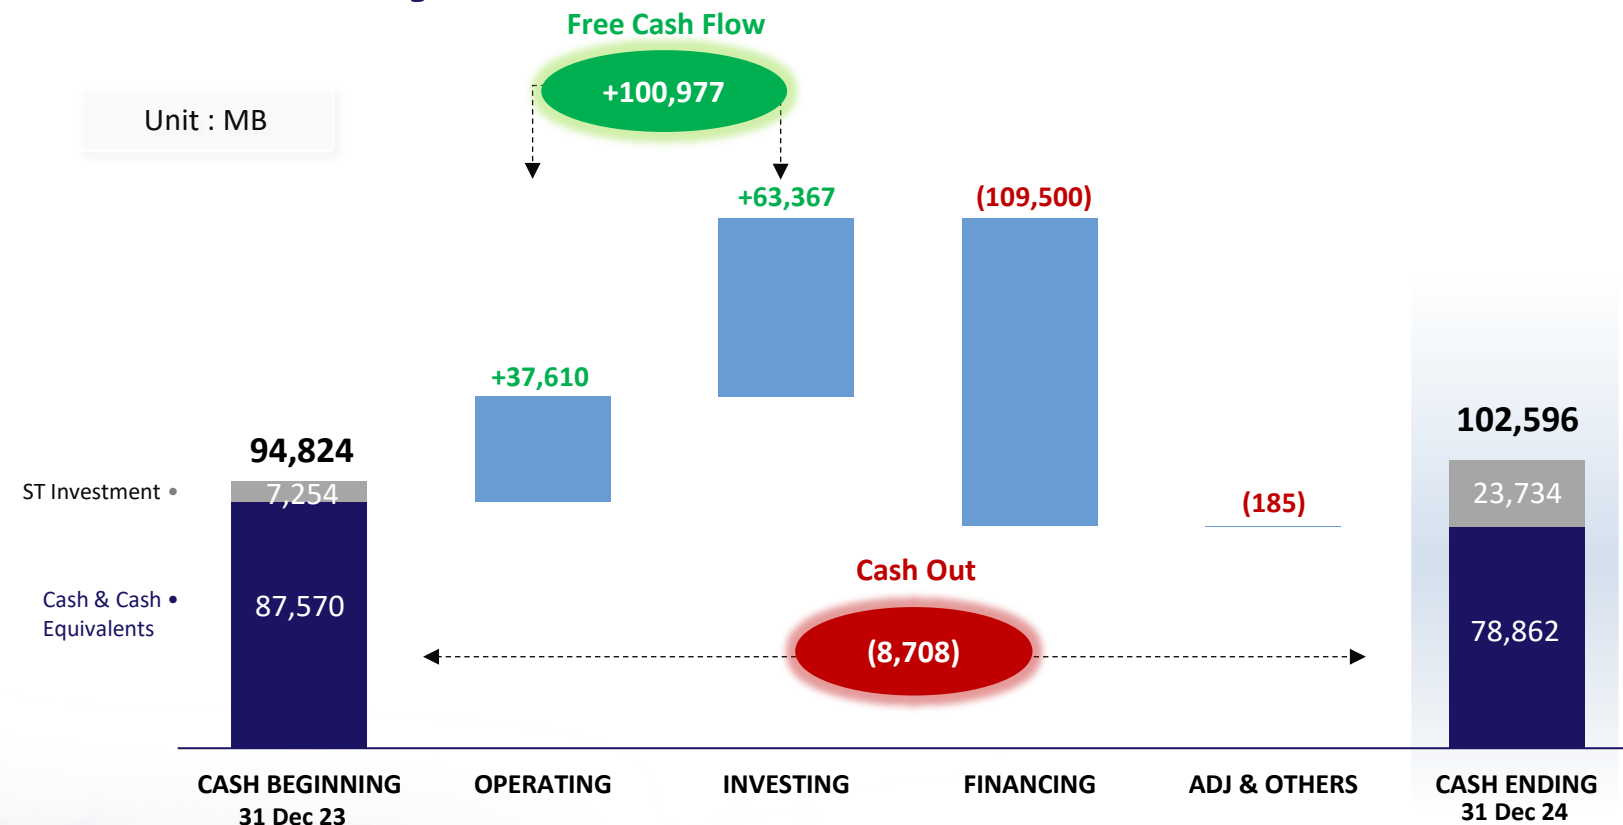 Free Cash Flow
+100,977
Unit : MB
+63,367
(109,500)
+37,610
94,824
102,596
ST Investment •
7,254
23,734
(185)
Cash Out
Cash & Cash •
Equivalents
87,570
(8,708)
78,862
CASH BEGINNING
31 Dec 23
OPERATING
INVESTING
FINANCING
ADJ & OTHERS
CASH ENDING
31 Dec 24